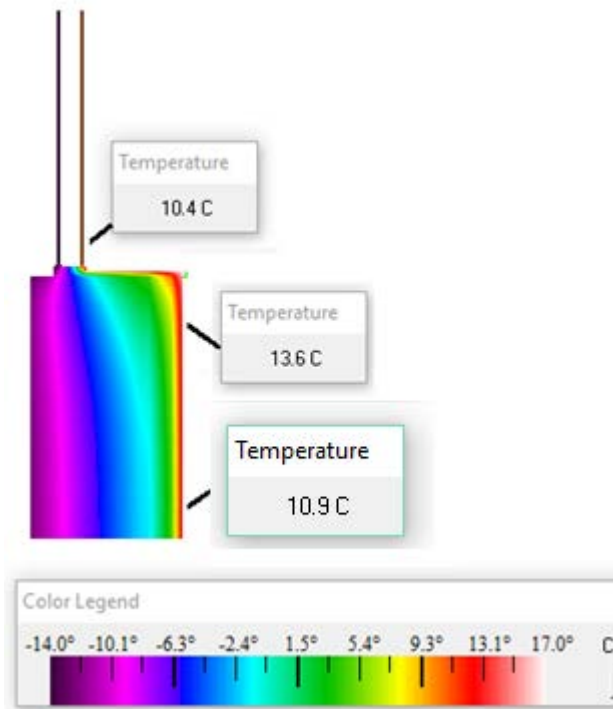 Temperature
10.4 C
Temperature
13.6 C
Temperature
10.9 C
Color Legend
-14.0° -10.1° -6.3° -2.4° 1.5° 5.4° 9.3° 13.1° 17.0° C